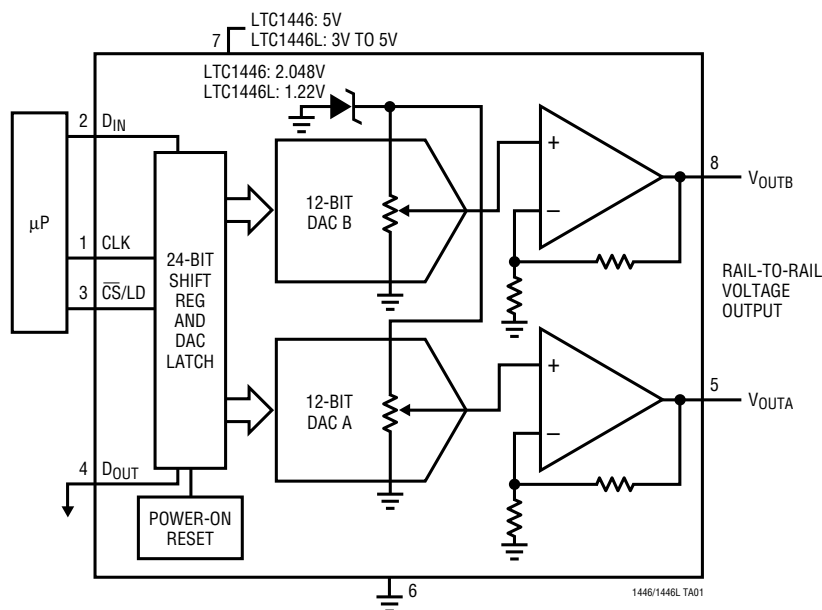 LTC1446: 5V
LTC1446L: 3V TO 5V
7
LTC1446: 2.048V
LTC1446L: 1.22V
2 DIN
µP
1 CLK
3 CS/LD
24-BIT
SHIFT
REG
AND
DAC
LATCH
12-BIT
DAC B
+
−
8
VOUTB
RAIL-TO-RAIL
VOLTAGE
OUTPUT
12-BIT
DAC A
+
−
5
VOUTA
4 DOUT
POWER-ON
RESET
6
1446/1446L TA01